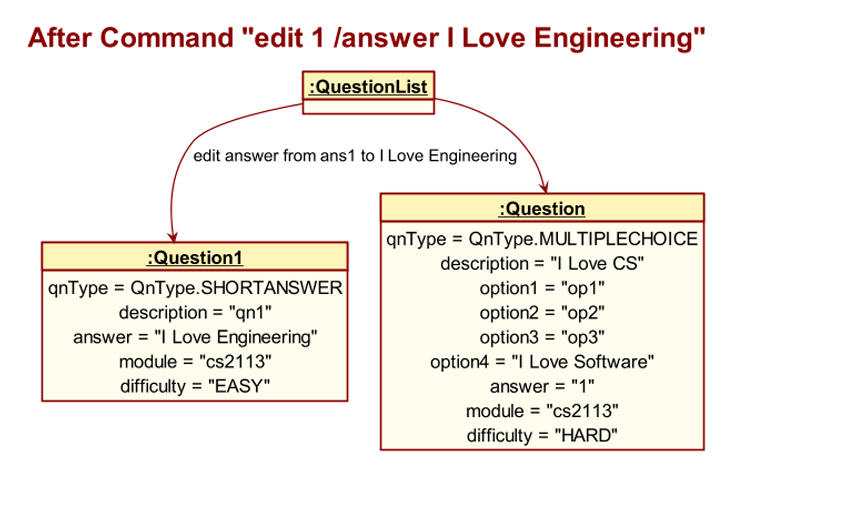 After Command "edit 1 /answer I Love Engineering"
:QuestionList
edit answer from ans1 to I Love Engineering
:Question1
qnType = QnType.SHORTANSWER
description = "qn1"
answer = "I Love Engineering"
module = "cs2113"
difficulty = "EASY"
:Question
qnType = QnType.MULTIPLECHOICE
description = "I Love CS"
option1 = "op1"
option2 = "op2"
option3 = "op3"
option4 = "I Love Software"
answer = "1"
module = "cs2113"
difficulty = "HARD"